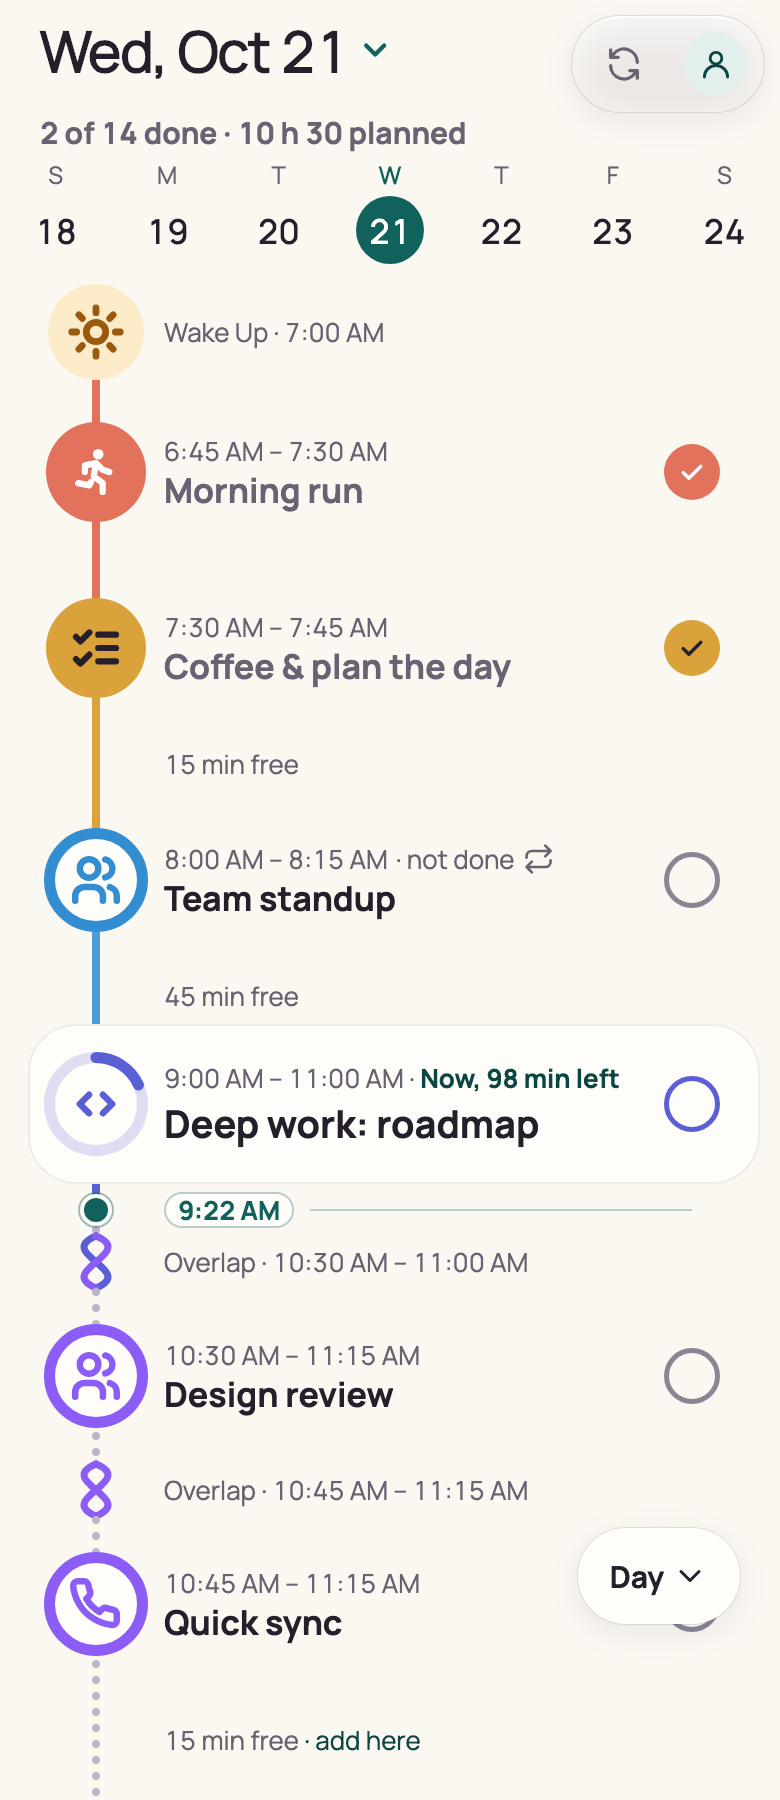 Wed, Oct 21
2 of 14 done · 10 h 30 planned
S M T W T F S
18 19 20 21 22 23 24
Wake Up · 7:00 AM
6:45 AM – 7:30 AM
Morning run
7:30 AM – 7:45 AM
Coffee & plan the day
15 min free
8:00 AM – 8:15 AM · not done
Team standup
45 min free
9:00 AM – 11:00 AM · Now, 98 min left
Deep work: roadmap
9:22 AM
Overlap · 10:30 AM – 11:00 AM
10:30 AM – 11:15 AM
Design review
Overlap · 10:45 AM – 11:15 AM
10:45 AM – 11:15 AM
Quick sync
Day
15 min free · add here